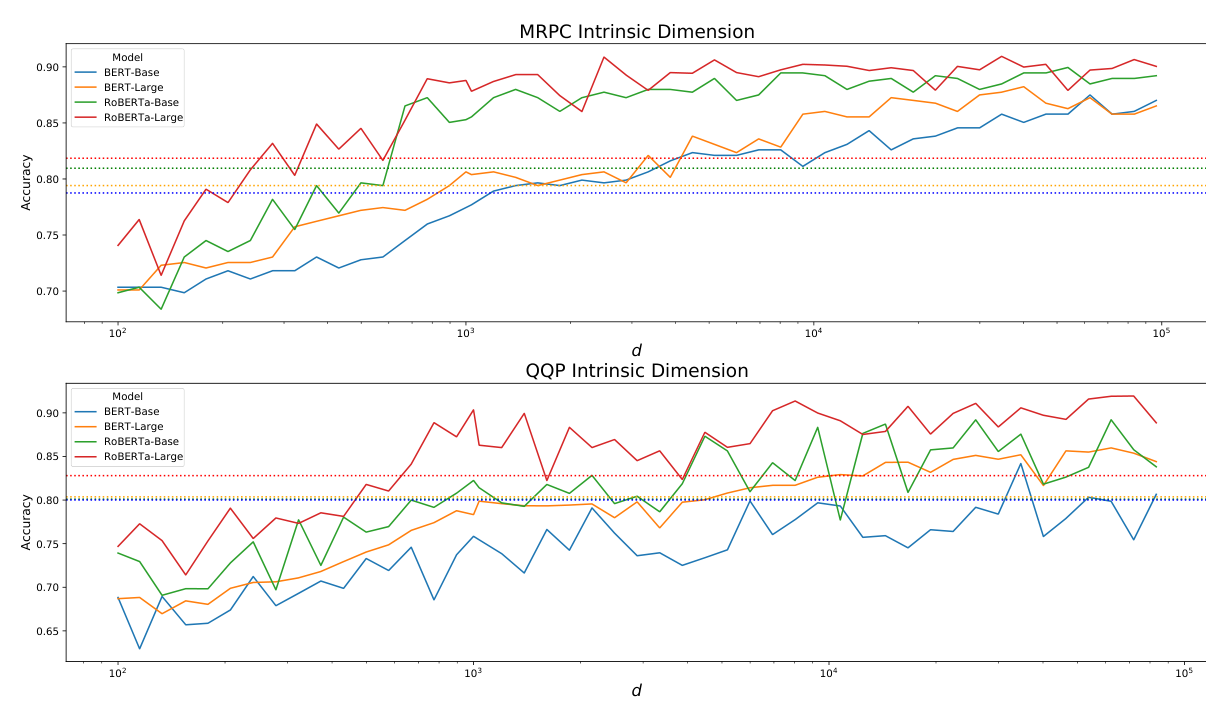 MRPC Intrinsic Dimension
Model
BERT-Base
BERT-Large
RoBERTa-Base
RoBERTa-Large
Accuracy
0.90
0.85
0.80
0.75
0.70
10²
10³
10⁴
10⁵
d
QQP Intrinsic Dimension
Model
BERT-Base
BERT-Large
RoBERTa-Base
RoBERTa-Large
Accuracy
0.90
0.85
0.80
0.75
0.70
0.65
10²
10³
10⁴
10⁵
d